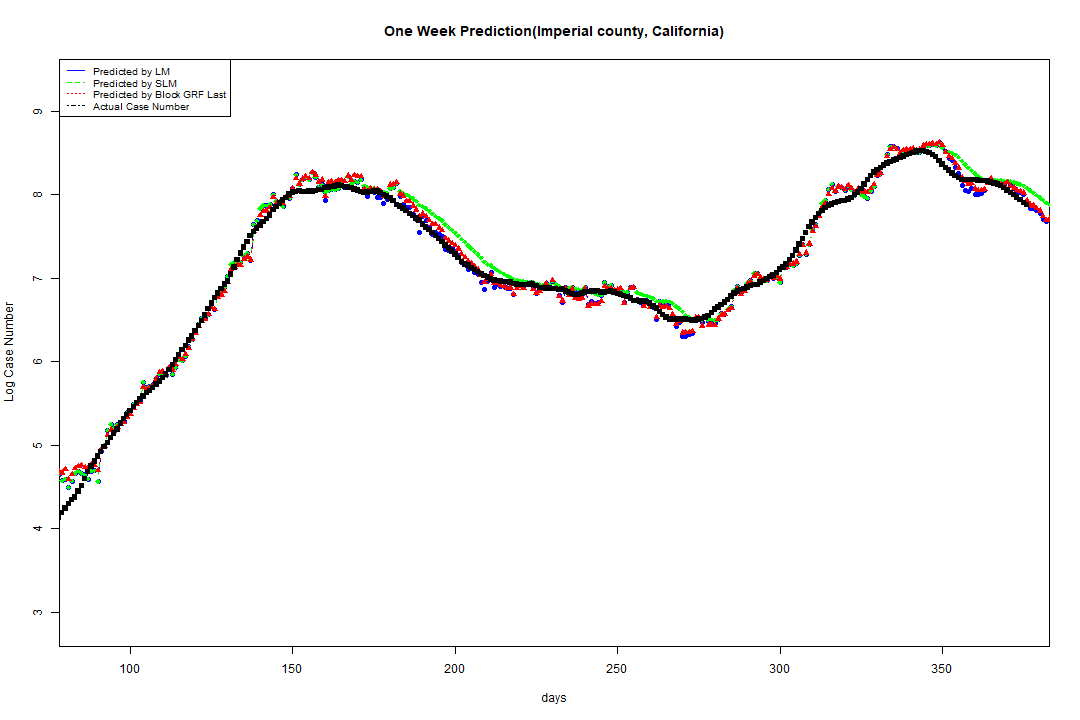 One Week Prediction(Imperial county, California)
Predicted by LM
Predicted by SLM
Predicted by Block GRF Last
Actual Case Number
9
8
7
6
5
4
3
Log Case Number
100 150 200 250 300 350
days